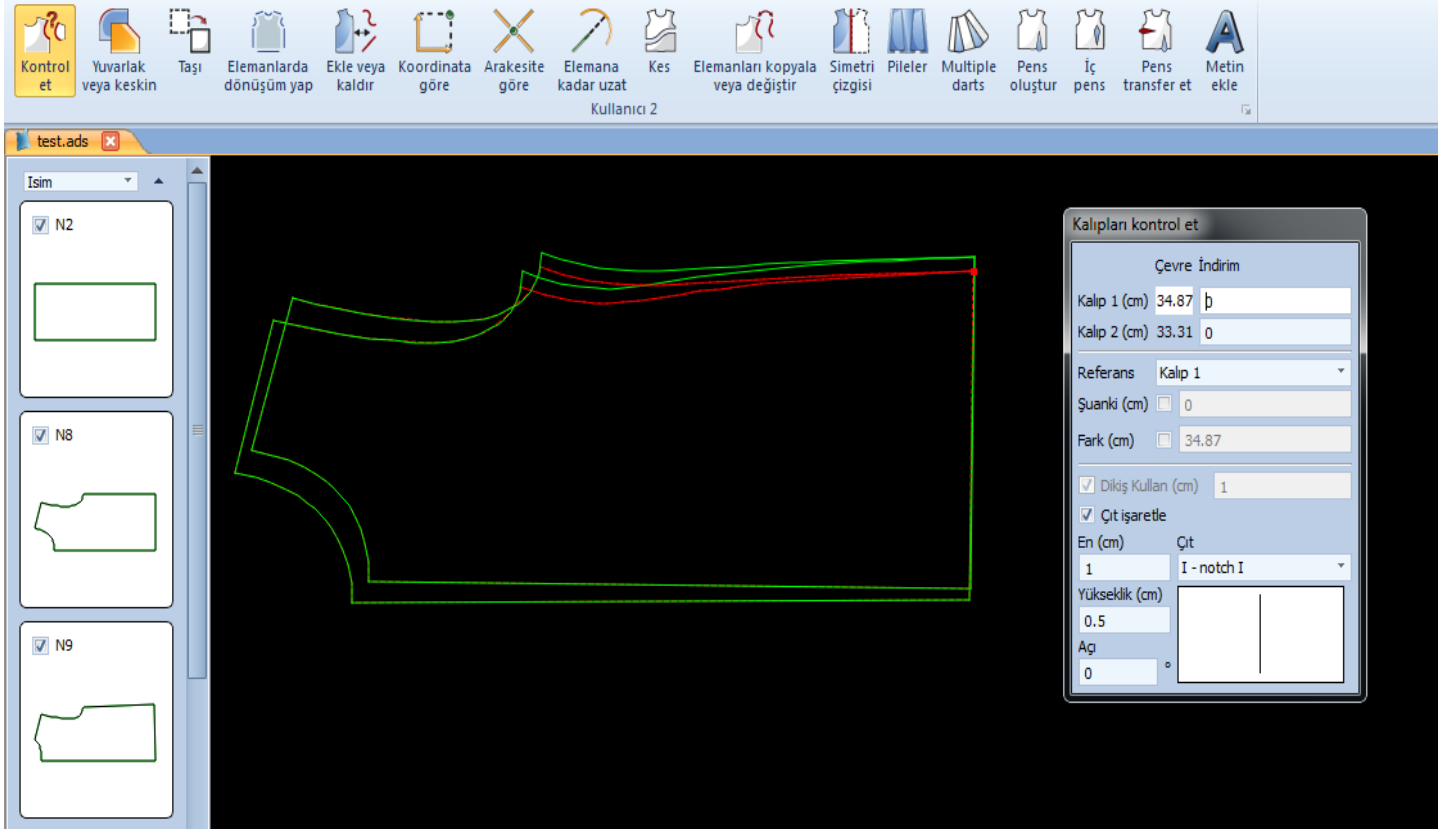 Kontrol et
Yuvarlak veya keskin
Taşı
Elemanlarda dönüşüm yap
Ekle veya kaldır
Koordinata göre
Arakesite göre
Elemana kadar uzat
Kes
Elemanları kopyala veya değiştir
Simetri çizgisi
Pileler
Multiple darts
Pens oluştur
İç pens
Pens transfer et
Metin ekle
Kullanıcı 2
test.ads
Isim
N2
N8
N9
Kalıpları kontrol et
Çevre İndirim
Kalıp 1 (cm) 34.87 0
Kalıp 2 (cm) 33.31 0
Referans Kalıp 1
Şuanki (cm) 0
Fark (cm) 34.87
Dikiş Kullan (cm) 1
Çıt işaretle
En (cm) Çıt
1 I - notch I
Yükseklik (cm)
0.5
Açı
0 °